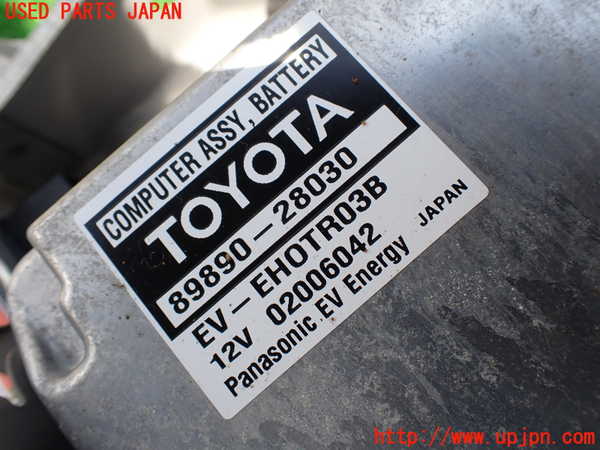 USED PARTS JAPAN
COMPUTER ASSY, BATTERY
TOYOTA
89890-28030
EV-EH0TR03B
12V 02006042
Panasonic EV Energy JAPAN
http://www.upjpn.com/